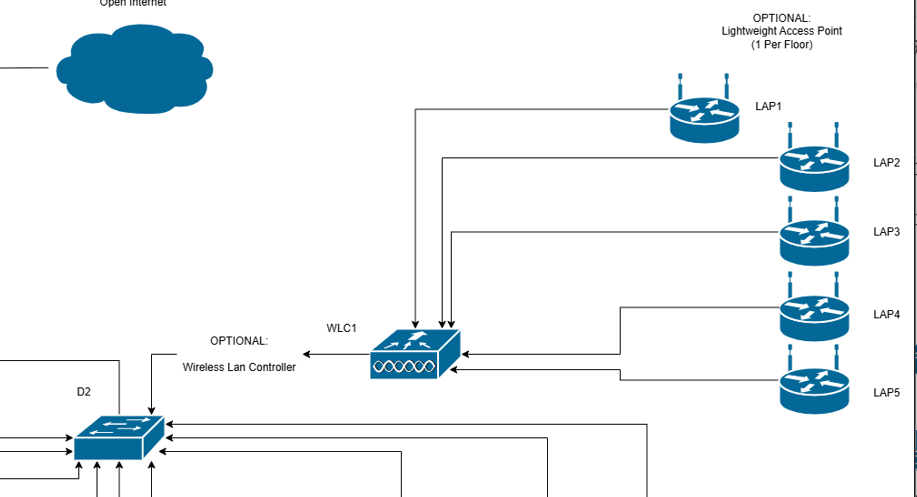 Open Internet
OPTIONAL:
Lightweight Access Point
(1 Per Floor)
LAP1
LAP2
LAP3
LAP4
WLC1
OPTIONAL:
Wireless Lan Controller
D2
LAP5